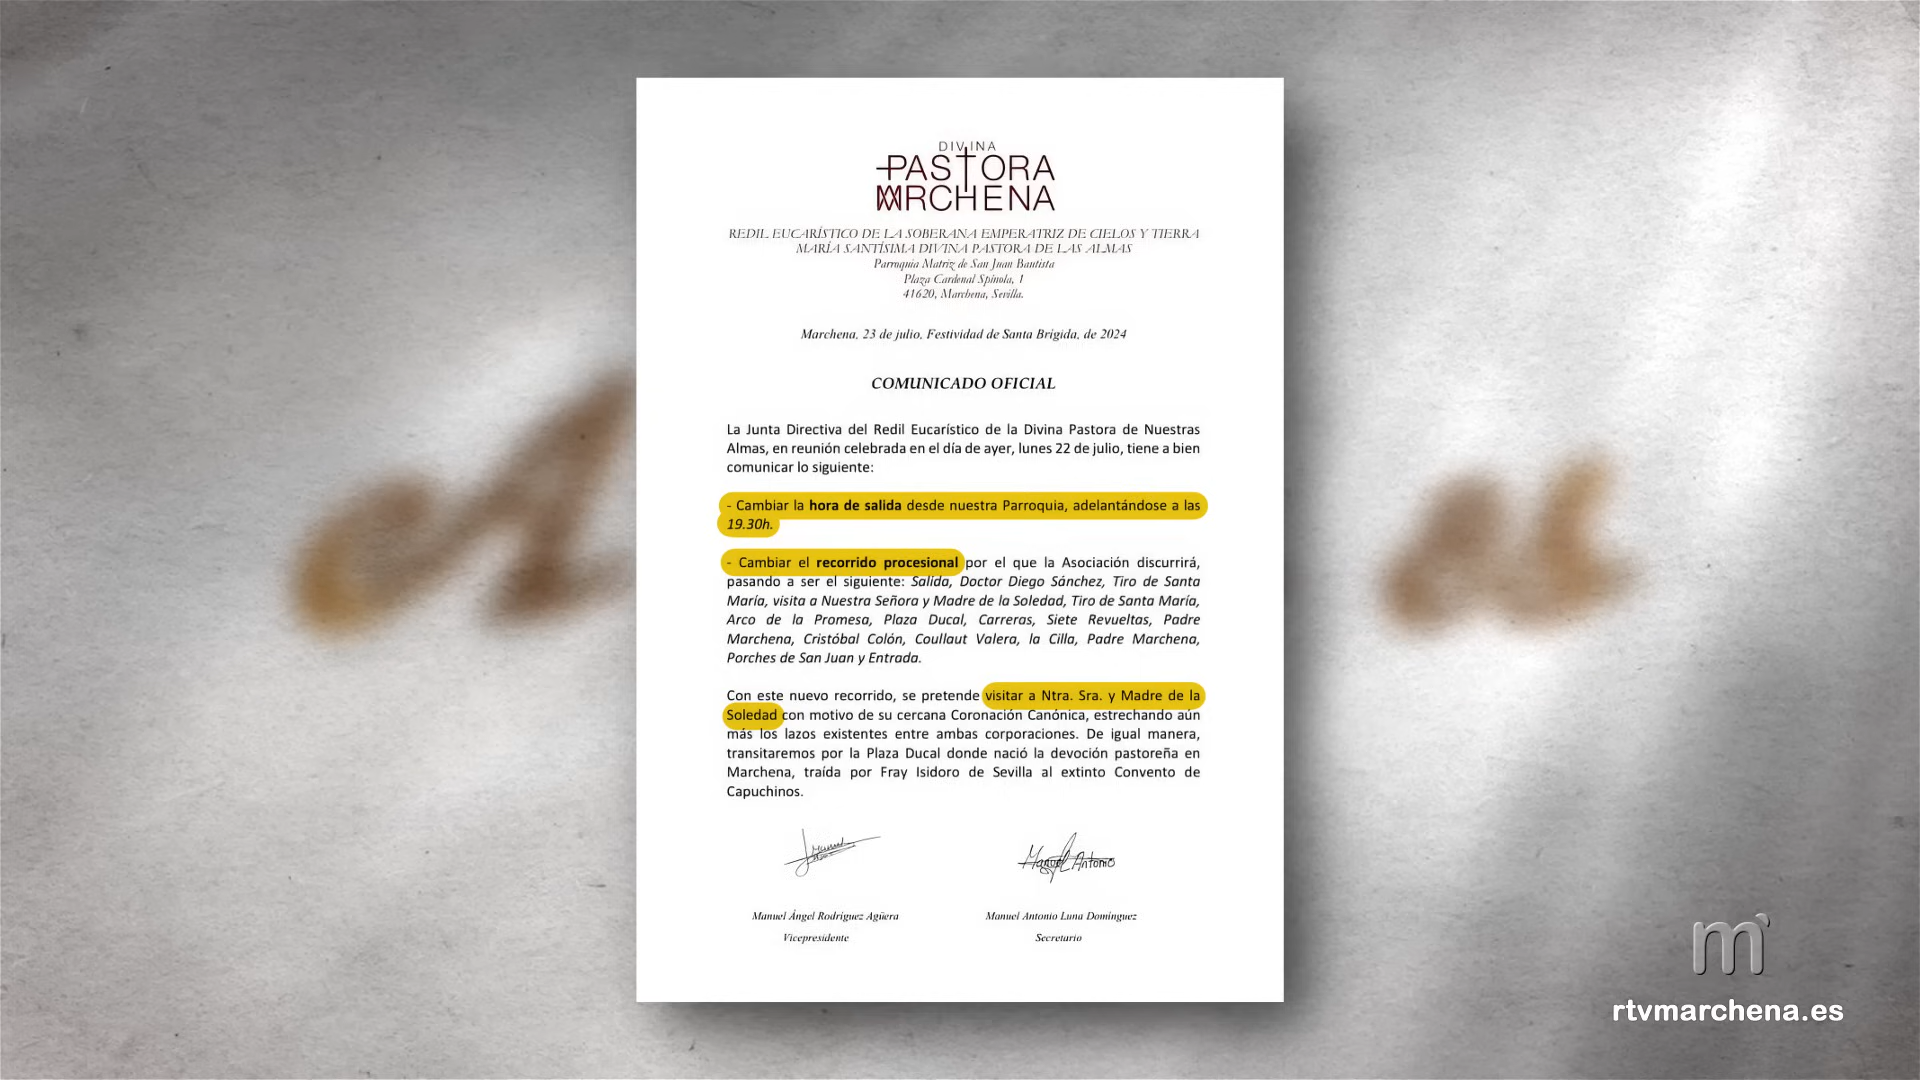 DIVINA
PASTORA
MARCHENA
REDIL EUCARÍSTICO DE LA SOBERANA EMPERATRIZ DE CIELOS Y TIERRA
MARÍA SANTÍSIMA DIVINA PASTORA DE LAS ALMAS
Parroquia Matriz de San Juan Bautista
Plaza Cardenal Spínola, 1
41620, Marchena, Sevilla.
Marchena, 23 de julio, Festividad de Santa Brígida, de 2024
COMUNICADO OFICIAL
La Junta Directiva del Redil Eucarístico de la Divina Pastora de Nuestras
Almas, en reunión celebrada en el día de ayer, lunes 22 de julio, tiene a bien
comunicar lo siguiente:
- Cambiar la hora de salida desde nuestra Parroquia, adelantándose a las
19.30h.
- Cambiar el recorrido procesional por el que la Asociación discurrirá,
pasando a ser el siguiente: Salida, Doctor Diego Sánchez, Tiro de Santa
María, visita a Nuestra Señora y Madre de la Soledad, Tiro de Santa María,
Arco de la Promesa, Plaza Ducal, Carreras, Siete Revueltas, Padre
Marchena, Cristóbal Colón, Coullaut Valera, la Cilla, Padre Marchena,
Porches de San Juan y Entrada.
Con este nuevo recorrido, se pretende visitar a Ntra. Sra. y Madre de la
Soledad con motivo de su cercana Coronación Canónica, estrechando aún
más los lazos existentes entre ambas corporaciones. De igual manera,
transitaremos por la Plaza Ducal donde nació la devoción pastoreña en
Marchena, traída por Fray Isidoro de Sevilla al extinto Convento de
Capuchinos.
Manuel Antonio
Manuel Ángel Rodríguez Agüera
Manuel Antonio Luna Domínguez
Vicepresidente
Secretario
m
rtvmarchena.es